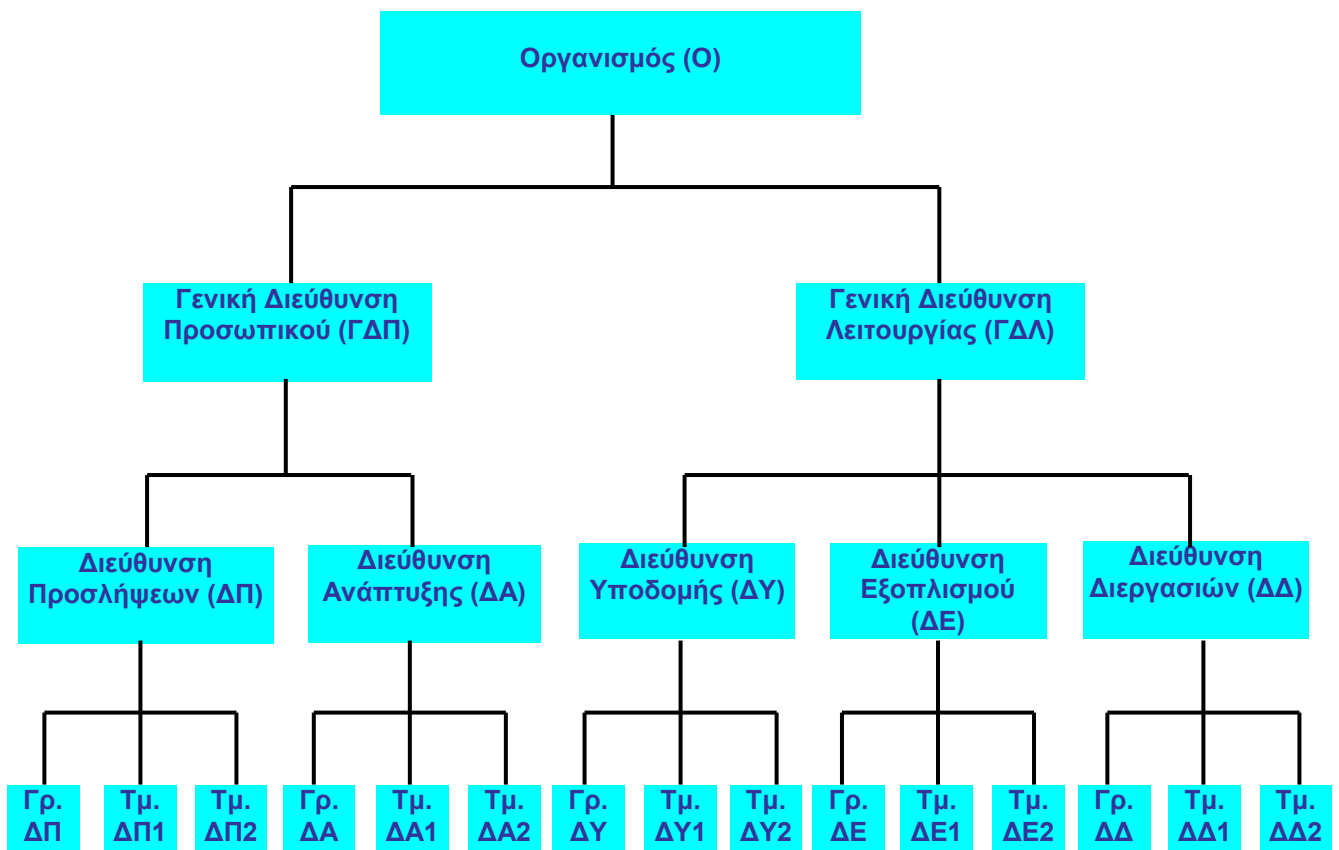 Οργανισμός (Ο)
Γενική Διεύθυνση
Προσωπικού (ΓΔΠ)
Γενική Διεύθυνση
Λειτουργίας (ΓΔΛ)
Διεύθυνση
Προσλήψεων (ΔΠ)
Διεύθυνση
Ανάπτυξης (ΔΑ)
Διεύθυνση
Υποδομής (ΔΥ)
Διεύθυνση
Εξοπλισμού
(ΔΕ)
Διεύθυνση
Διεργασιών (ΔΔ)
Γρ.
ΔΠ
Τμ.
ΔΠ1
Τμ.
ΔΠ2
Γρ.
ΔΑ
Τμ.
ΔΑ1
Τμ.
ΔΑ2
Γρ.
ΔΥ
Τμ.
ΔΥ1
Τμ.
ΔΥ2
Γρ.
ΔΕ
Τμ.
ΔΕ1
Τμ.
ΔΕ2
Γρ.
ΔΔ
Τμ.
ΔΔ1
Τμ.
ΔΔ2